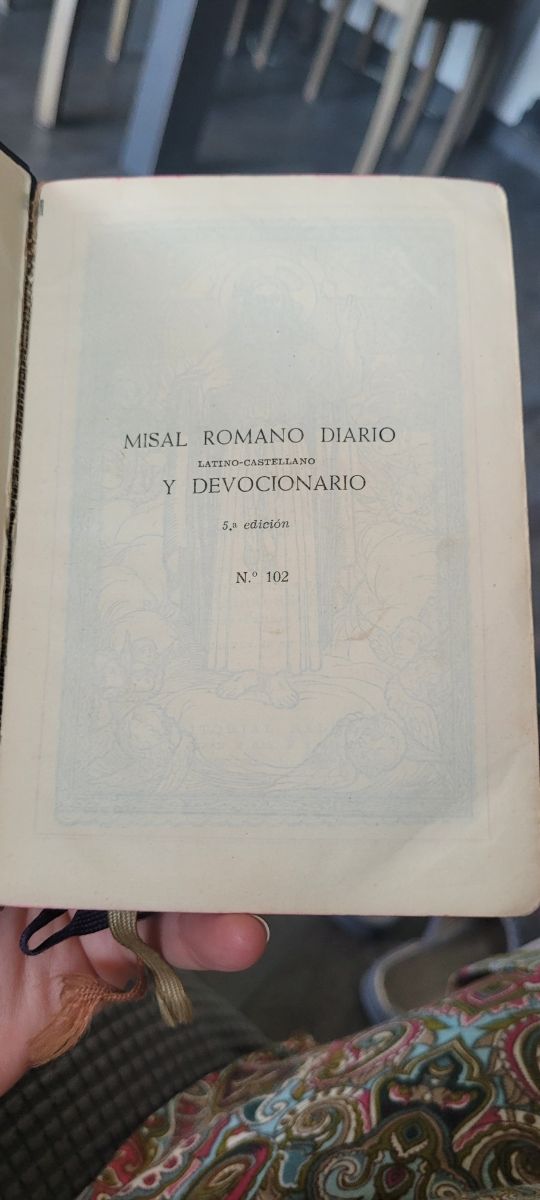 MISAL ROMANO DIARIO
LATINO-CASTELLANO
Y DEVOCIONARIO
5.ª edición
N.º 102